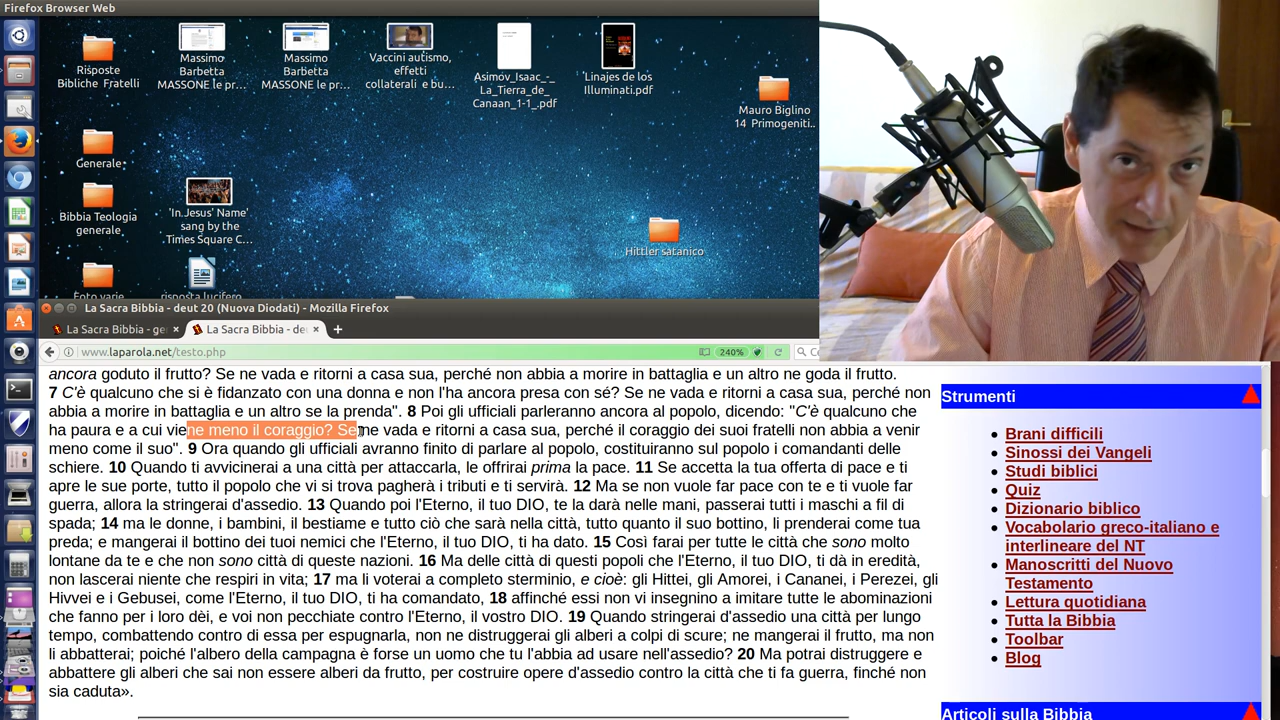 Firefox Browser Web
Risposte
Bibliche Fratelli
Massimo
Barbetta
MASSONE le pr...
Massimo
Barbetta
MASSONE le pr...
Vaccini autismo,
effetti
collaterali e bu...
Asimov_Isaac_-_
La_Tierra_de_
Canaan_1-1_.pdf
Linajes de los
Illuminati.pdf
Mauro Biglino
14 Primogeniti..
Generale
Bibbia Teologia
generale
'In Jesus' Name'
sang by the
Times Square C...
Hittler satanico
Foto varie
risposta lucifero
La Sacra Bibbia - deut 20 (Nuova Diodati) - Mozilla Firefox
La Sacra Bibbia - ge
La Sacra Bibbia - de
www.laparola.net/testo.php
240%
ancora goduto il frutto? Se ne vada e ritorni a casa sua, perché non abbia a morire in battaglia e un altro ne goda il frutto.
7 C'è qualcuno che si è fidanzato con una donna e non l'ha ancora presa con sé? Se ne vada e ritorni a casa sua, perché non
abbia a morire in battaglia e un altro se la prenda". 8 Poi gli ufficiali parleranno ancora al popolo, dicendo: "C'è qualcuno che
ha paura e a cui viene meno il coraggio? Se ne vada e ritorni a casa sua, perché il coraggio dei suoi fratelli non abbia a venir
meno come il suo". 9 Ora quando gli ufficiali avranno finito di parlare al popolo, costituiranno sul popolo i comandanti delle
schiere. 10 Quando ti avvicinerai a una città per attaccarla, le offrirai prima la pace. 11 Se accetta la tua offerta di pace e ti
apre le sue porte, tutto il popolo che vi si trova pagherà i tributi e ti servirà. 12 Ma se non vuole far pace con te e ti vuole far
guerra, allora la stringerai d'assedio. 13 Quando poi l'Eterno, il tuo DIO, te la darà nelle mani, passerai tutti i maschi a fil di
spada; 14 ma le donne, i bambini, il bestiame e tutto ciò che sarà nella città, tutto quanto il suo bottino, li prenderai come tua
preda; e mangerai il bottino dei tuoi nemici che l'Eterno, il tuo DIO, ti ha dato. 15 Così farai per tutte le città che sono molto
lontane da te e che non sono città di queste nazioni. 16 Ma delle città di questi popoli che l'Eterno, il tuo DIO, ti dà in eredità,
non lascerai niente che respiri in vita; 17 ma li voterai a completo sterminio, e cioè: gli Hittei, gli Amorei, i Cananei, i Perezei, gli
Hivvei e i Gebusei, come l'Eterno, il tuo DIO, ti ha comandato, 18 affinché essi non vi insegnino a imitare tutte le abominazioni
che fanno per i loro dèi, e voi non pecchiate contro l'Eterno, il vostro DIO. 19 Quando stringerai d'assedio una città per lungo
tempo, combattendo contro di essa per espugnarla, non ne distruggerai gli alberi a colpi di scure; ne mangerai il frutto, ma non
li abbatterai; poiché l'albero della campagna è forse un uomo che tu l'abbia ad usare nell'assedio? 20 Ma potrai distruggere e
abbattere gli alberi che sai non essere alberi da frutto, per costruire opere d'assedio contro la città che ti fa guerra, finché non
sia caduta».
Strumenti
Brani difficili
Sinossi dei Vangeli
Studi biblici
Quiz
Dizionario biblico
Vocabolario greco-italiano e
interlineare del NT
Manoscritti del Nuovo
Testamento
Lettura quotidiana
Tutta la Bibbia
Toolbar
Blog
Articoli sulla Bibbia